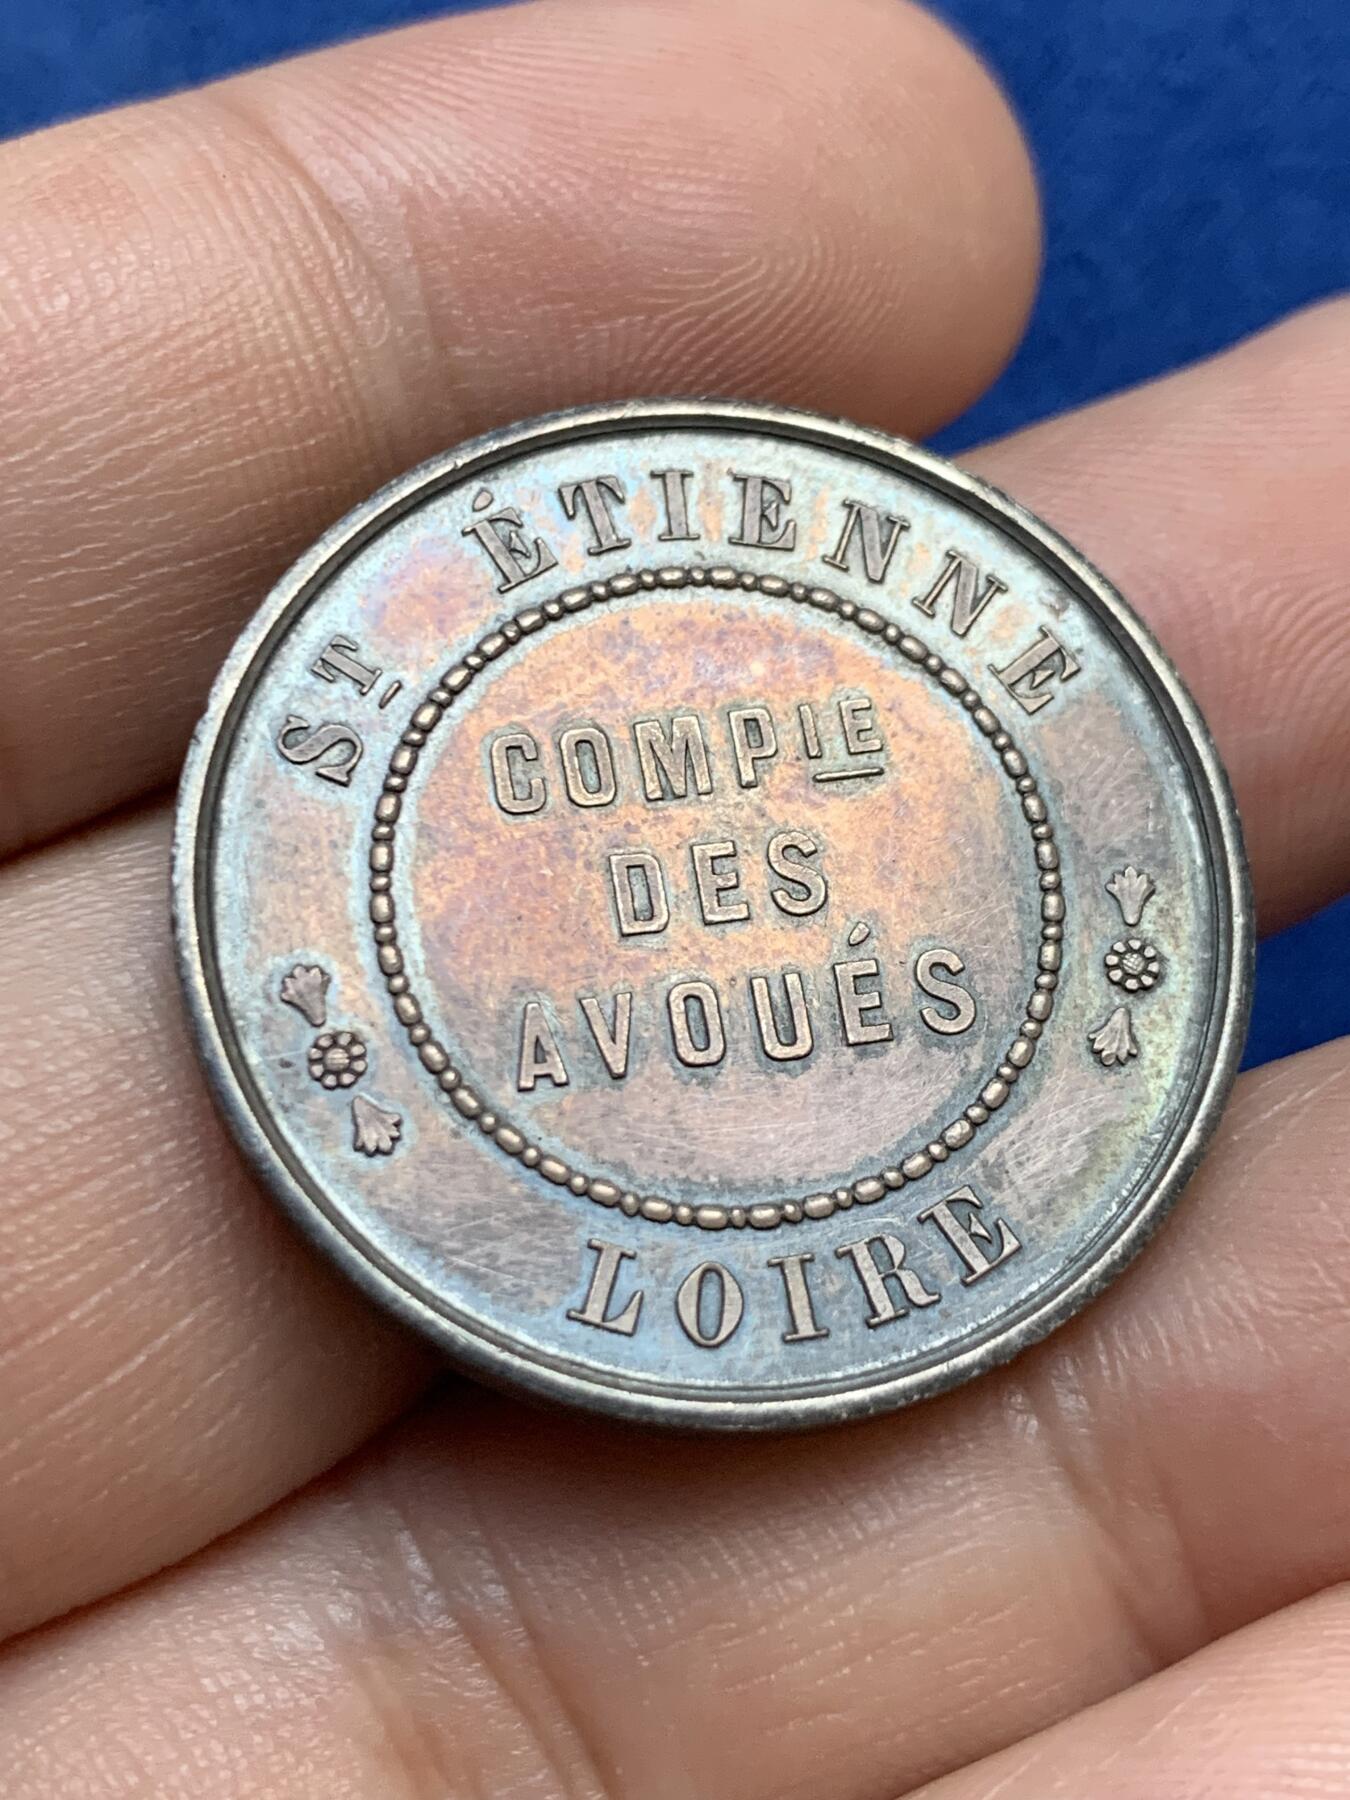 ST ÉTIENNE
COMPIE
DES
AVOUÉS
LOIRE